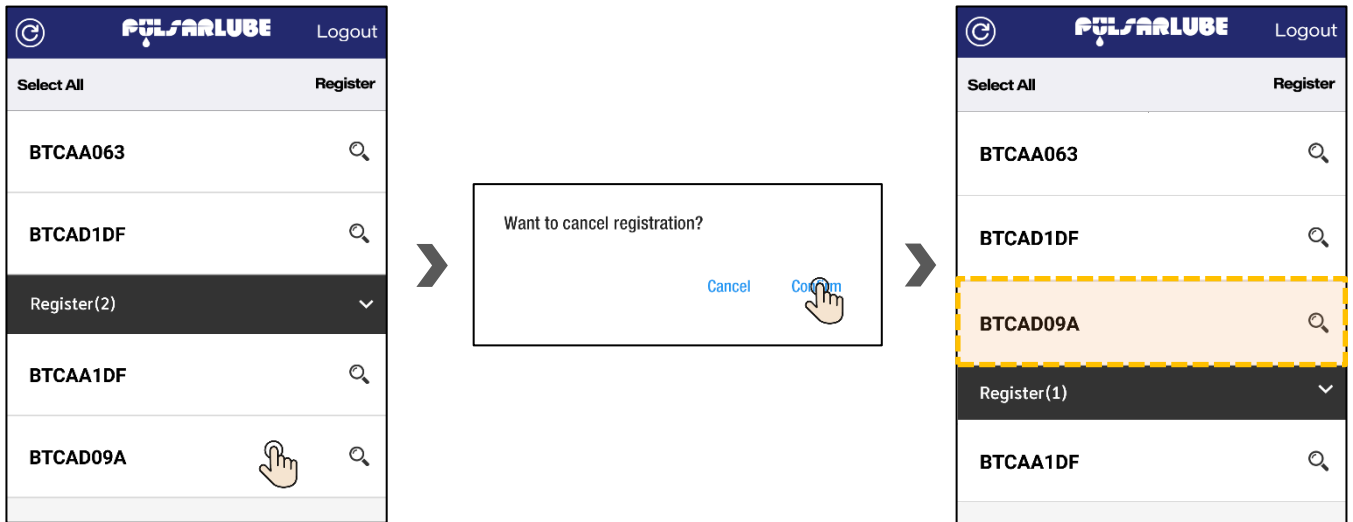 PULSARLUBE Logout
Select All Register
BTCAA063
BTCAD1DF
Register(2)
BTCAA1DF
BTCAD09A
Want to cancel registration?
Cancel Confirm
PULSARLUBE Logout
Select All Register
BTCAA063
BTCAD1DF
BTCAD09A
Register(1)
BTCAA1DF